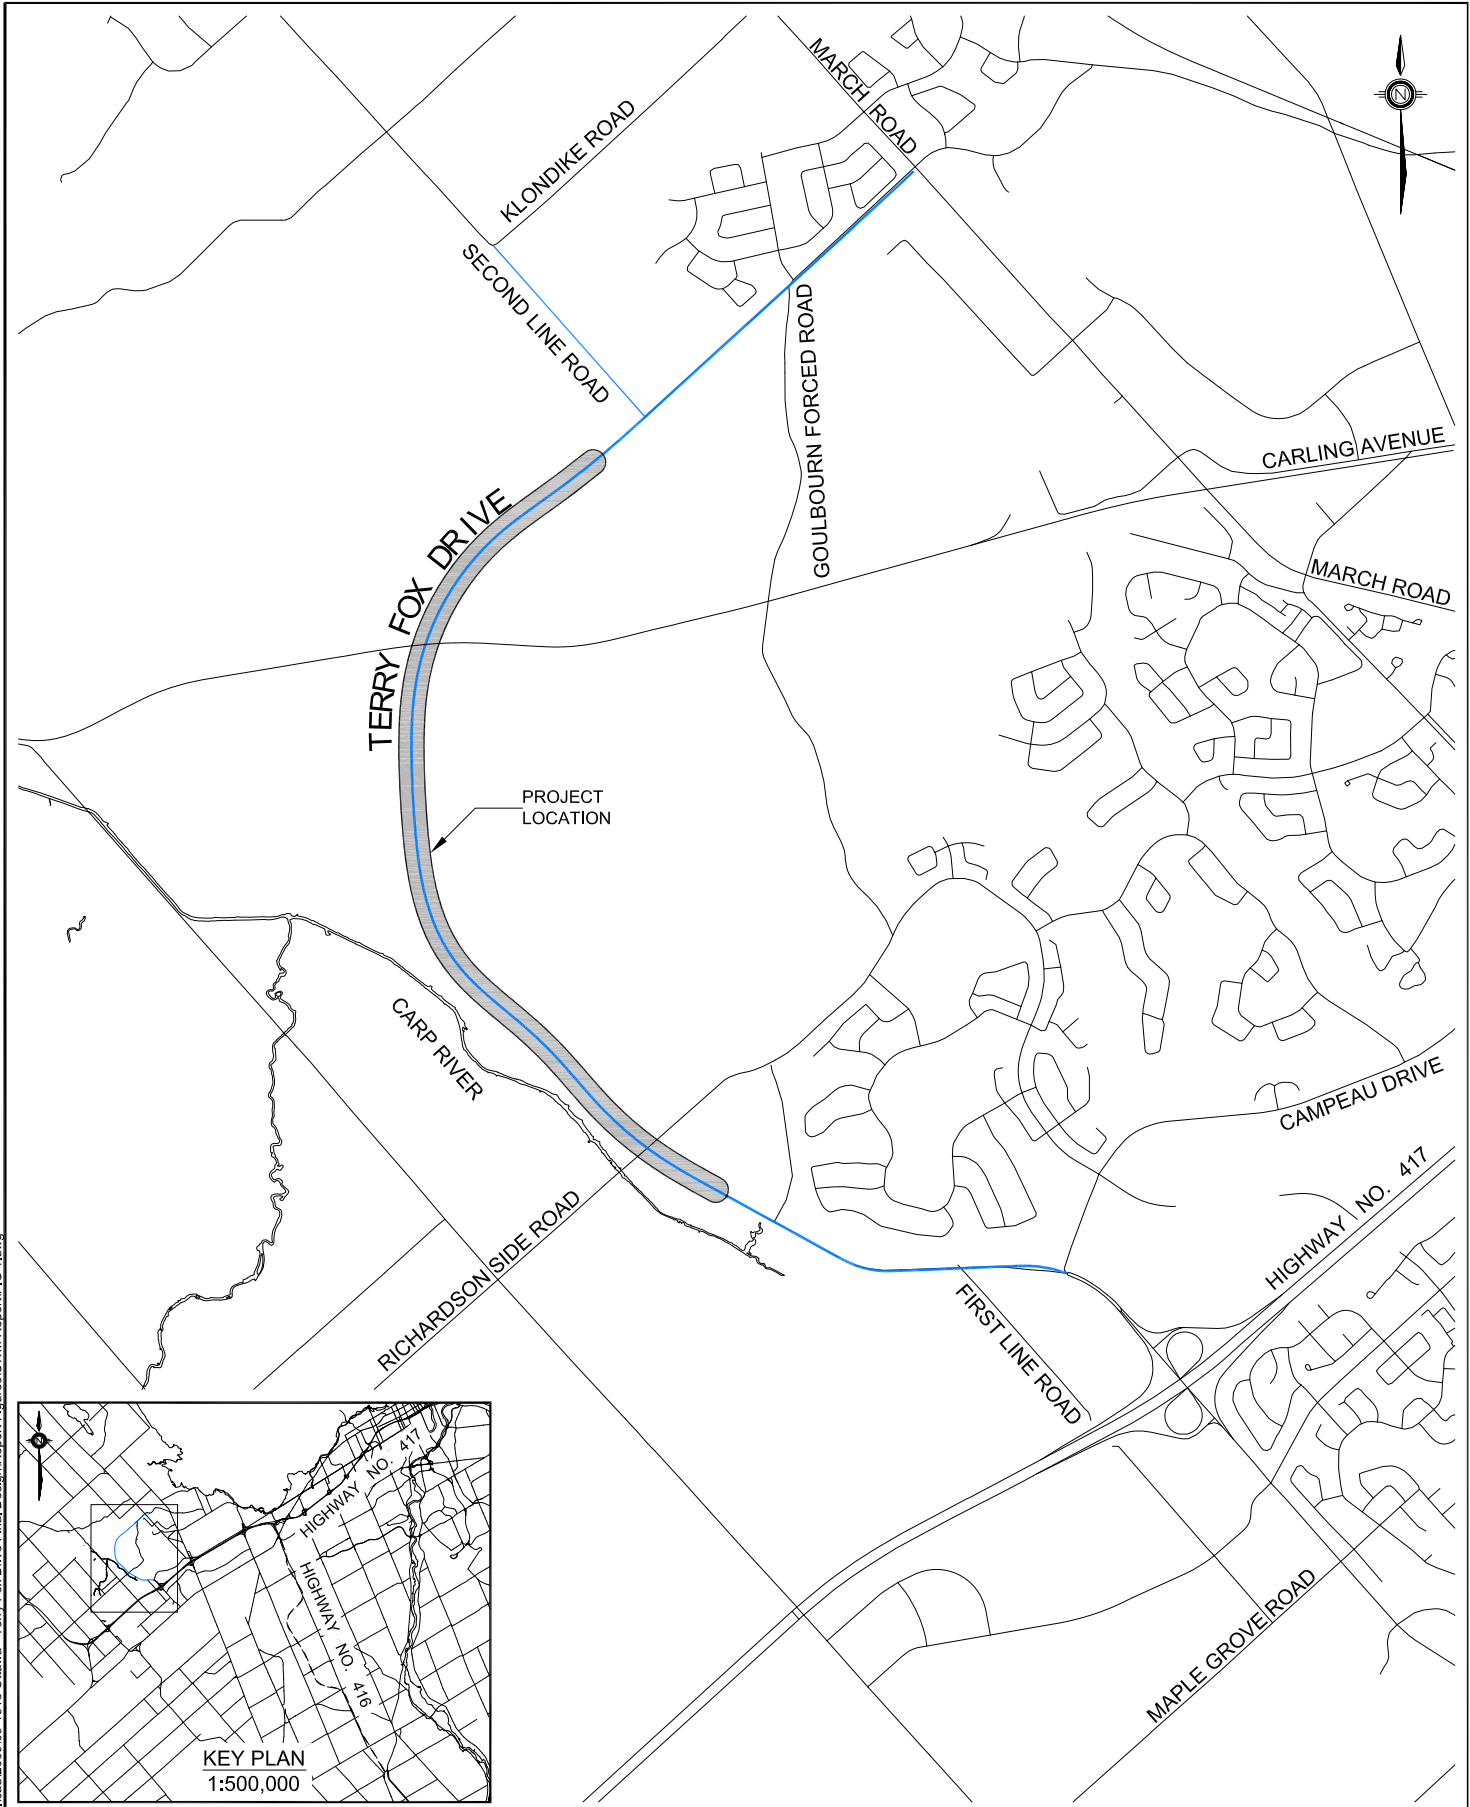 MARCH ROAD
N
KLONDIKE ROAD
SECOND LINE ROAD
GOULBOURN FORCED ROAD
CARLING AVENUE
TERRY FOX DRIVE
MARCH ROAD
PROJECT
LOCATION
CARP RIVER
CAMPEAU DRIVE
HIGHWAY NO. 417
RICHARDSON SIDE ROAD
FIRST LINE ROAD
MAPLE GROVE ROAD
N
HIGHWAY NO. 417
HIGHWAY NO. 416
KEY PLAN
1:500,000